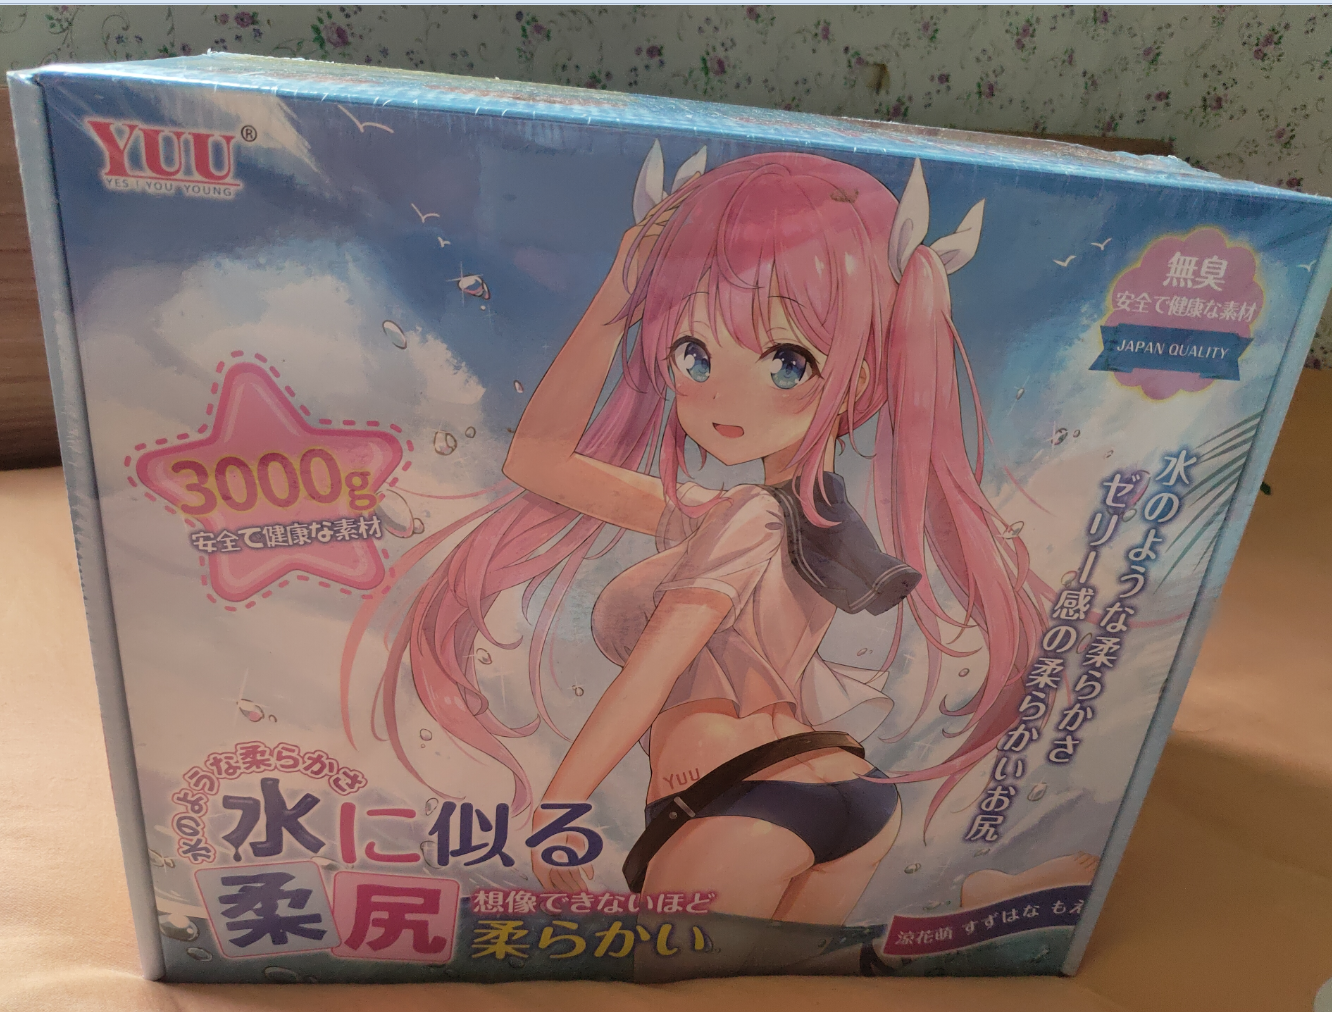 YUU®
YES！YOU YOUNG
無臭
安全で健康な素材
JAPAN QUALITY
3000g
安全で健康な素材
水のような柔らかさ
ゼリー感の柔らかいお尻
YUU
水のような柔らかさ
水に似る
柔尻
想像できないほど
柔らかい。
涼花萌 すずはな もえ